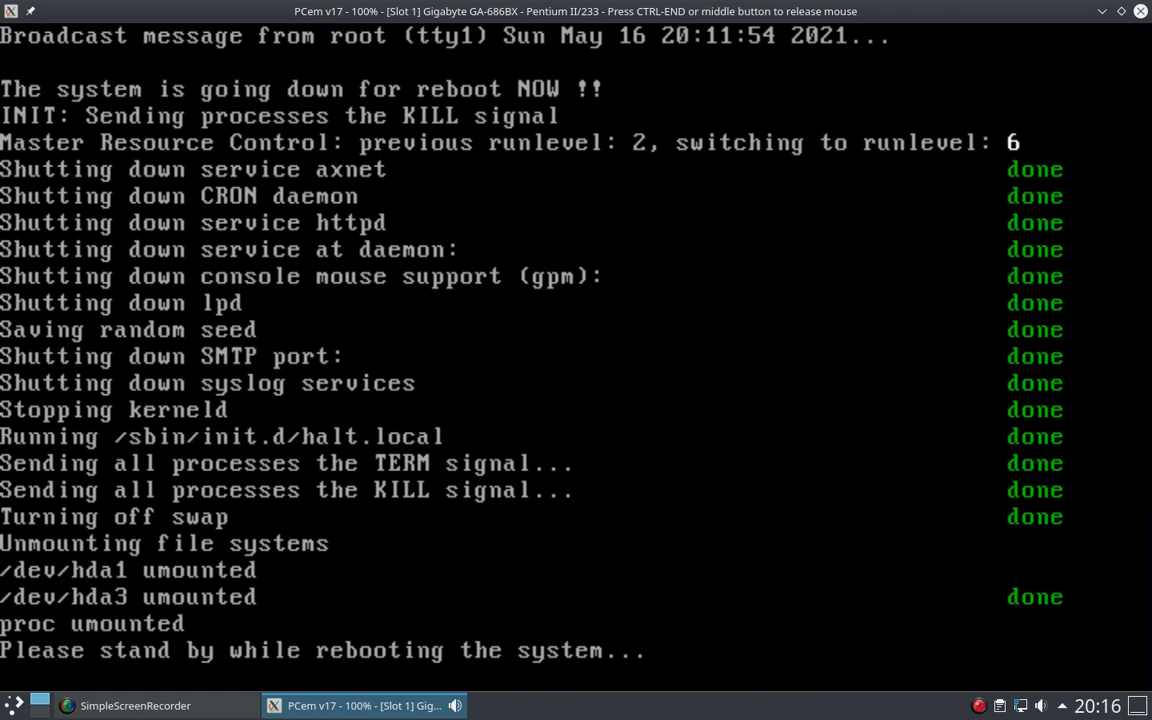 PCem v17 - 100% - [Slot 1] Gigabyte GA-686BX - Pentium II/233 - Press CTRL-END or middle button to release mouse
Broadcast message from root (tty1) Sun May 16 20:11:54 2021...
The system is going down for reboot NOW !!
INIT: Sending processes the KILL signal
Master Resource Control: previous runlevel: 2, switching to runlevel: 6
Shutting down service axnet done
Shutting down CRON daemon done
Shutting down service httpd done
Shutting down service at daemon: done
Shutting down console mouse support (gpm): done
Shutting down lpd done
Saving random seed done
Shutting down SMTP port: done
Shutting down syslog services done
Stopping kerneld done
Running /sbin/init.d/halt.local done
Sending all processes the TERM signal... done
Sending all processes the KILL signal... done
Turning off swap done
Unmounting file systems
/dev/hda1 umounted
/dev/hda3 umounted done
proc umounted
Please stand by while rebooting the system...
SimpleScreenRecorder PCem v17 - 100% - [Slot 1] Gig... 20:16